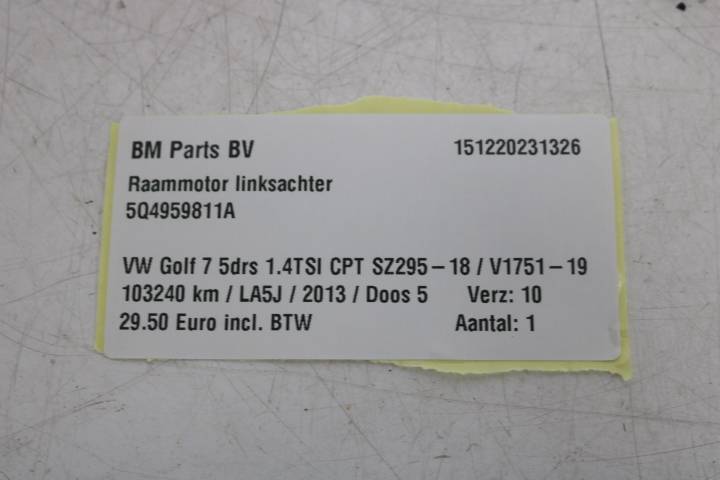 BM Parts BV 151220231326
Raammotor linksachter
5Q4959811A
VW Golf 7 5drs 1.4TSI CPT SZ295-18 / V1751-19
103240 km / LA5J / 2013 / Doos 5 Verz: 10
29.50 Euro incl. BTW Aantal: 1